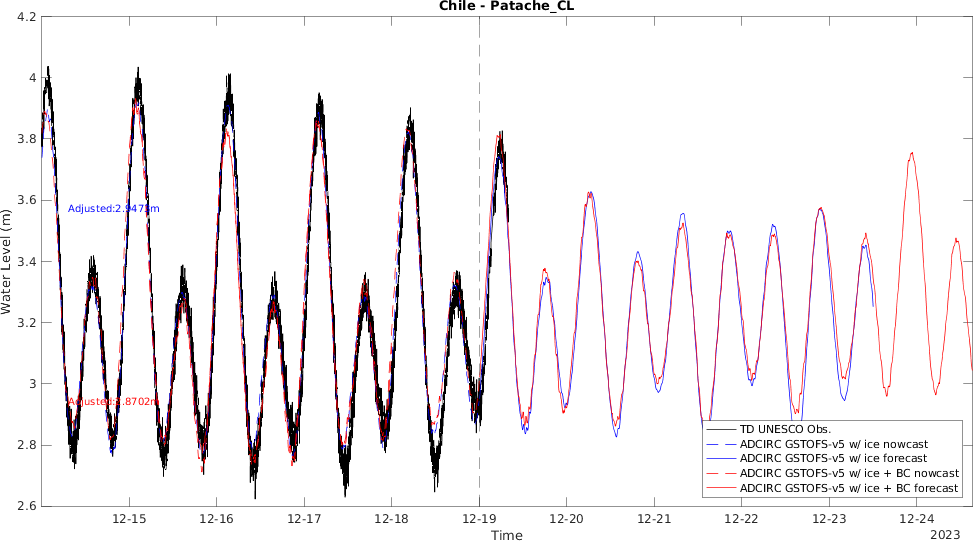 Chile - Patache_CL
4.2
4
3.8
3.6
3.4
3.2
3
2.8
2.6
Water Level (m)
Adjusted:2.9475m
Adjusted:2.8702m
TD UNESCO Obs.
ADCIRC GSTOFS-v5 w/ ice nowcast
ADCIRC GSTOFS-v5 w/ ice forecast
ADCIRC GSTOFS-v5 w/ ice + BC nowcast
ADCIRC GSTOFS-v5 w/ ice + BC forecast
12-15 12-16 12-17 12-18 12-19 12-20 12-21 12-22 12-23 12-24
Time
2023